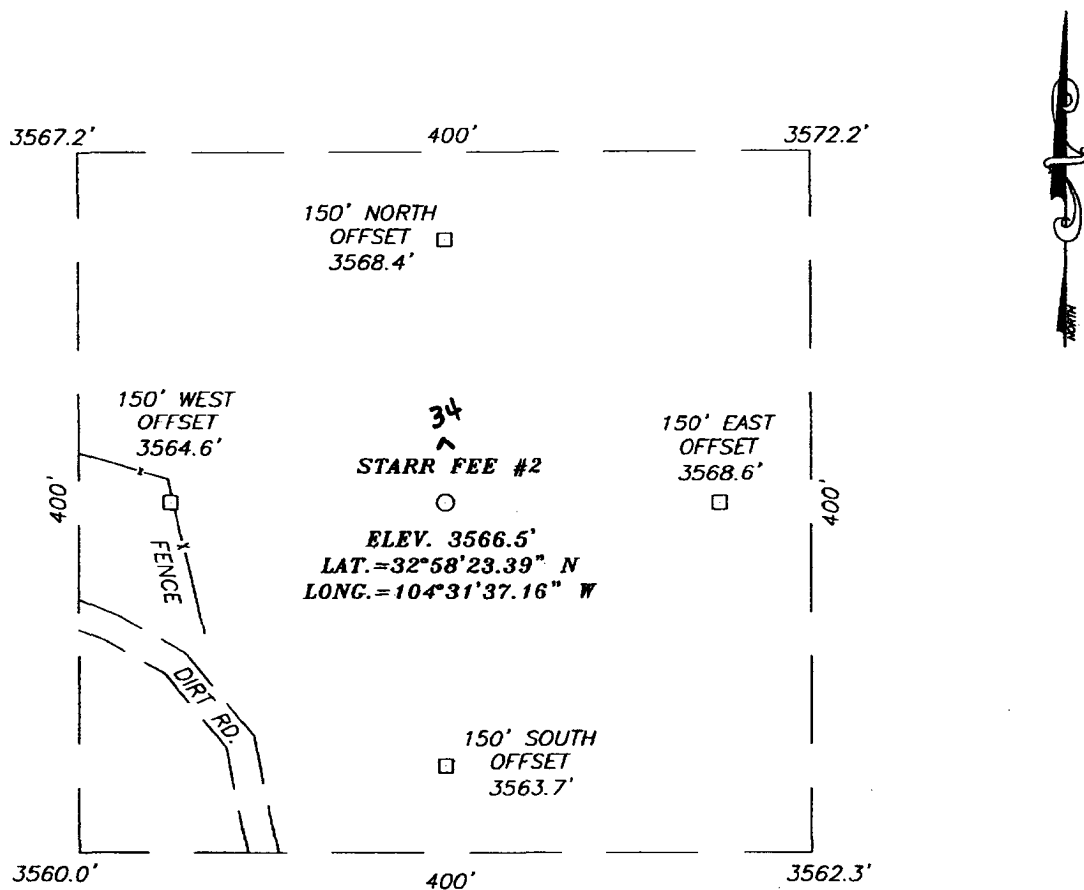 3567.2'
400'
3572.2'
150' NORTH
OFFSET
3568.4'
NORTH
150' WEST
OFFSET
3564.6'
34
^
STARR FEE #2
150' EAST
OFFSET
3568.6'
400'
400'
ELEV. 3566.5'
LAT.=32°58'23.39" N
LONG.=104°31'37.16" W
x
x
FENCE
DIRT RD.
150' SOUTH
OFFSET
3563.7'
3560.0'
400'
3562.3'